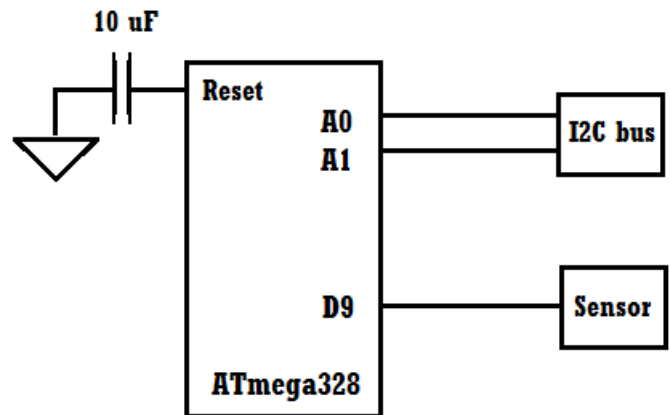 10 uF
Reset
A0
I2C bus
A1
D9
Sensor
ATmega328